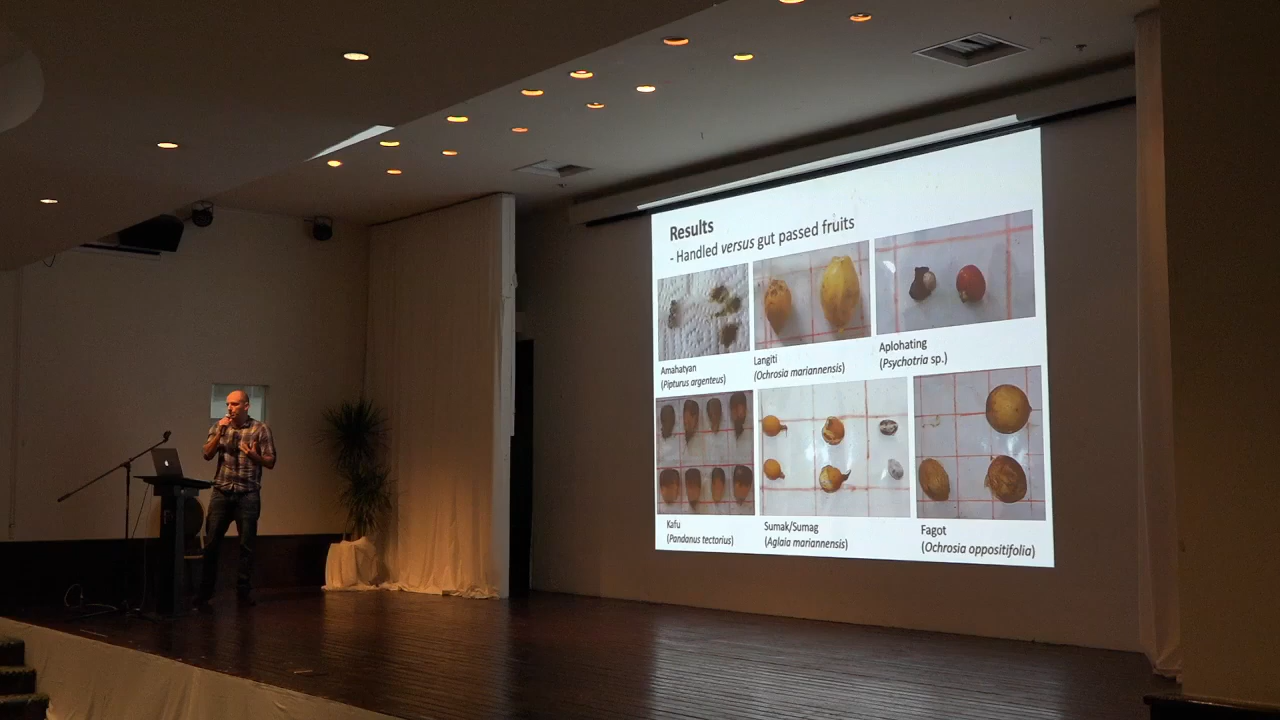 Results
- Handled versus gut passed fruits
Amahatyan
(Pipturus argenteus)
Langiti
(Ochrosia mariannensis)
Aplohating
(Psychotria sp.)
Kafu
(Pandanus tectorius)
Sumak/Sumag
(Aglaia mariannensis)
Fagot
(Ochrosia oppositifolia)